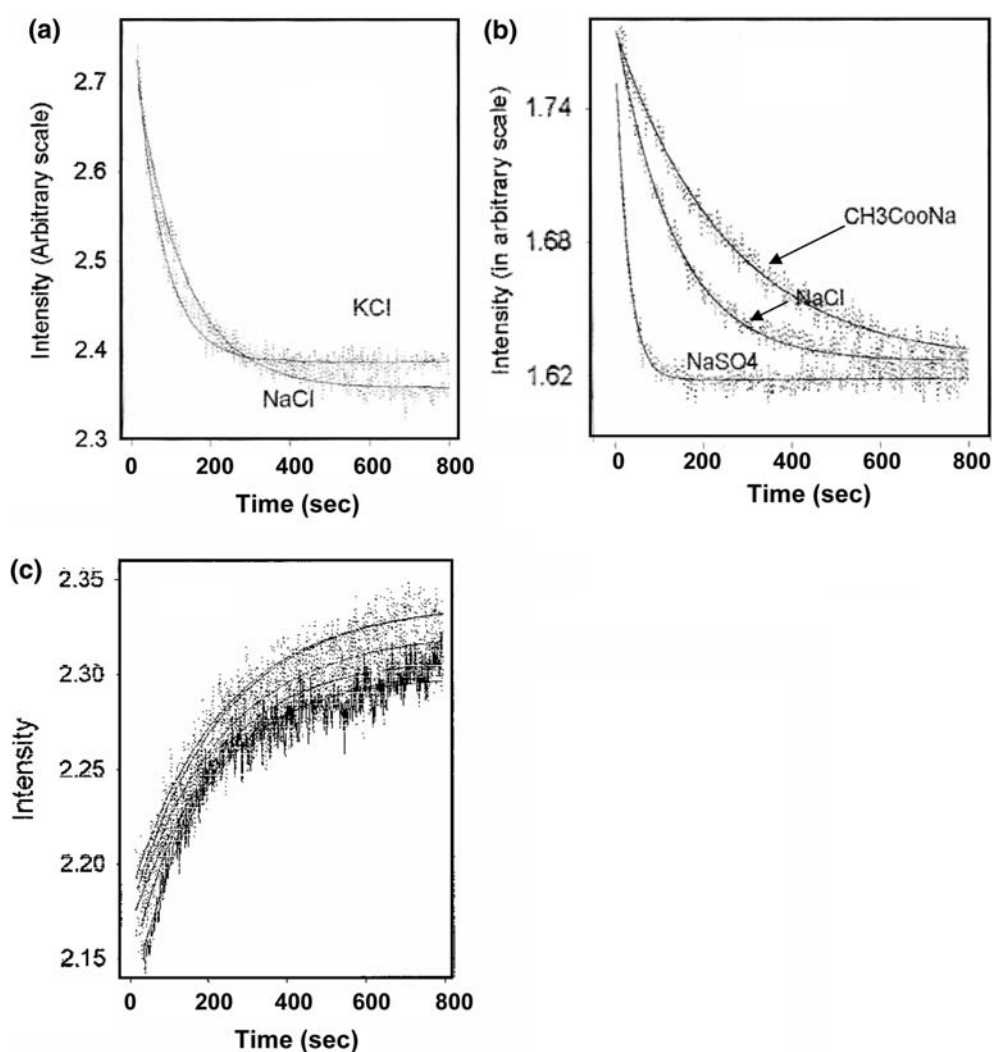 (a)
Intensity (Arbitrary scale)
2.7
2.6
2.5
2.4
2.3
KCl
NaCl
0 200 400 600 800
Time (sec)
(b)
Intensity (in arbitrary scale)
1.74
1.68
1.62
CH3CooNa
NaCl
NaSO4
0 200 400 600 800
Time (sec)
(c)
Intensity
2.35
2.30
2.25
2.20
2.15
0 200 400 600 800
Time (sec)